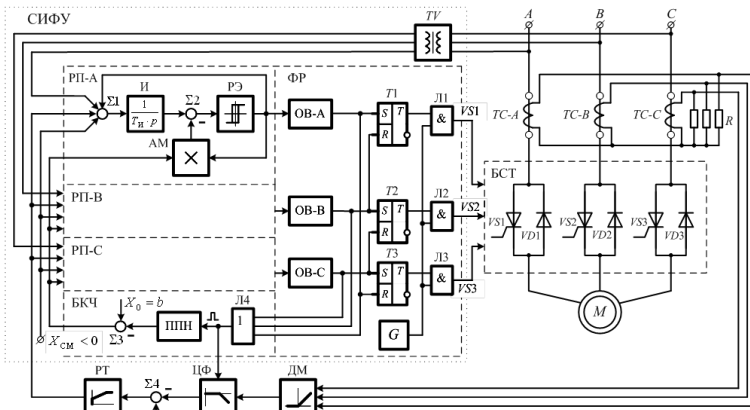 СИФУ
TV
A
B
C
РП-А
И
РЭ
ФР
Σ1
1
Tи · p
Σ2
ОВ-А
T1
S
T
R
Л1
&
VS1
АМ
TC-A
TC-B
TC-C
R
БСТ
РП-В
ОВ-В
T2
S
T
R
Л2
&
VS2
VS1
VD1
VS2
VD2
VS3
VD3
РП-С
ОВ-С
T3
S
T
R
Л3
&
VS3
БКЧ
X0 = b
Л4
ППН
1
G
M
Σ3
XСМ < 0
РТ
Σ4
ЦФ
ДМ